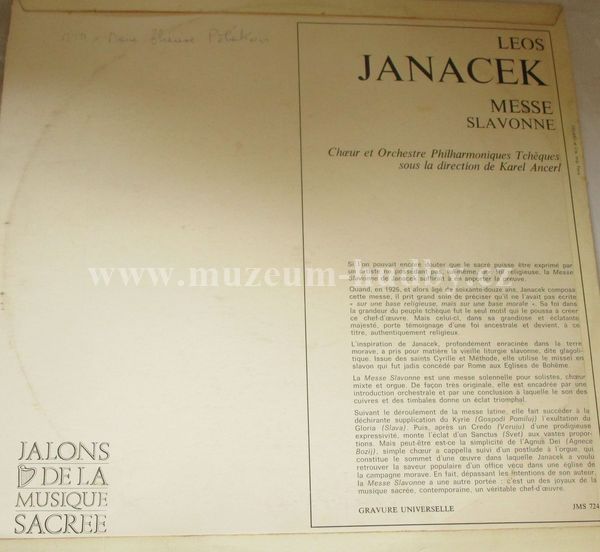 LEOS
JANACEK
MESSE
SLAVONNE
Chœur et Orchestre Philharmoniques Tchèques
sous la direction de Karel Ancerl
www.muzeum-hudby.cz
Si l'on pouvait encore douter que le sacré puisse être exprimé par
un artiste ne possédant pas lui-même, de foi religieuse, la Messe
Slavonne de Janacek suffirait à en apporter la preuve.
Quand, en 1926, et alors âgé de soixante-douze ans, Janacek composa
cette messe, il prit grand soin de préciser qu'il ne l'avait pas écrite
« sur une base religieuse, mais sur une base morale ». Sa foi dans
la grandeur du peuple tchèque fut le seul motif qui le poussa à créer
ce chef-d'œuvre. Mais celui-ci, dans sa grandiose et éclatante
majesté, porte témoignage d'une foi ancestrale et devient, à ce
titre, authentiquement religieux.
L'inspiration de Janacek, profondément enracinée dans la terre
morave, a pris pour matière la vieille liturgie slavonne, dite glagoli-
tique. Issue des saints Cyrille et Méthode, elle utilise le missel en
slavon qui fut jadis concédé par Rome aux Eglises de Bohême.
La Messe Slavonne est une messe solennelle pour solistes, chœur
mixte et orgue. De façon très originale, elle est encadrée par une
introduction orchestrale et par une conclusion à laquelle le son des
cuivres et des timbales donne un éclat triomphal.
Suivant le déroulement de la messe latine, elle fait succéder à la
déchirante supplication du Kyrie (Gospodi Pomiluj) l'exultation du
Gloria (Slava). Puis, après un Credo (Veruju) d'une prodigieuse
expressivité, monte l'éclat d'un Sanctus (Svet) aux vastes propor-
tions. Mais peut-être est-ce la simplicité de l'Agnus Dei (Agnece
Bozij), simple chœur a cappella suivi d'un postlude à l'orgue, qui
constitue le sommet d'une œuvre dans laquelle Janacek a voulu
retrouver la saveur populaire d'un office vécu dans une église de
la campagne morave. En fait, dépassant les intentions de son auteur,
la Messe Slavonne a une autre portée : c'est un des joyaux de la
musique sacrée, contemporaine, un véritable chef-d'œuvre.
GRAVURE UNIVERSELLE JMS 724
JALONS
DE LA
MUSIQUE
SACREE